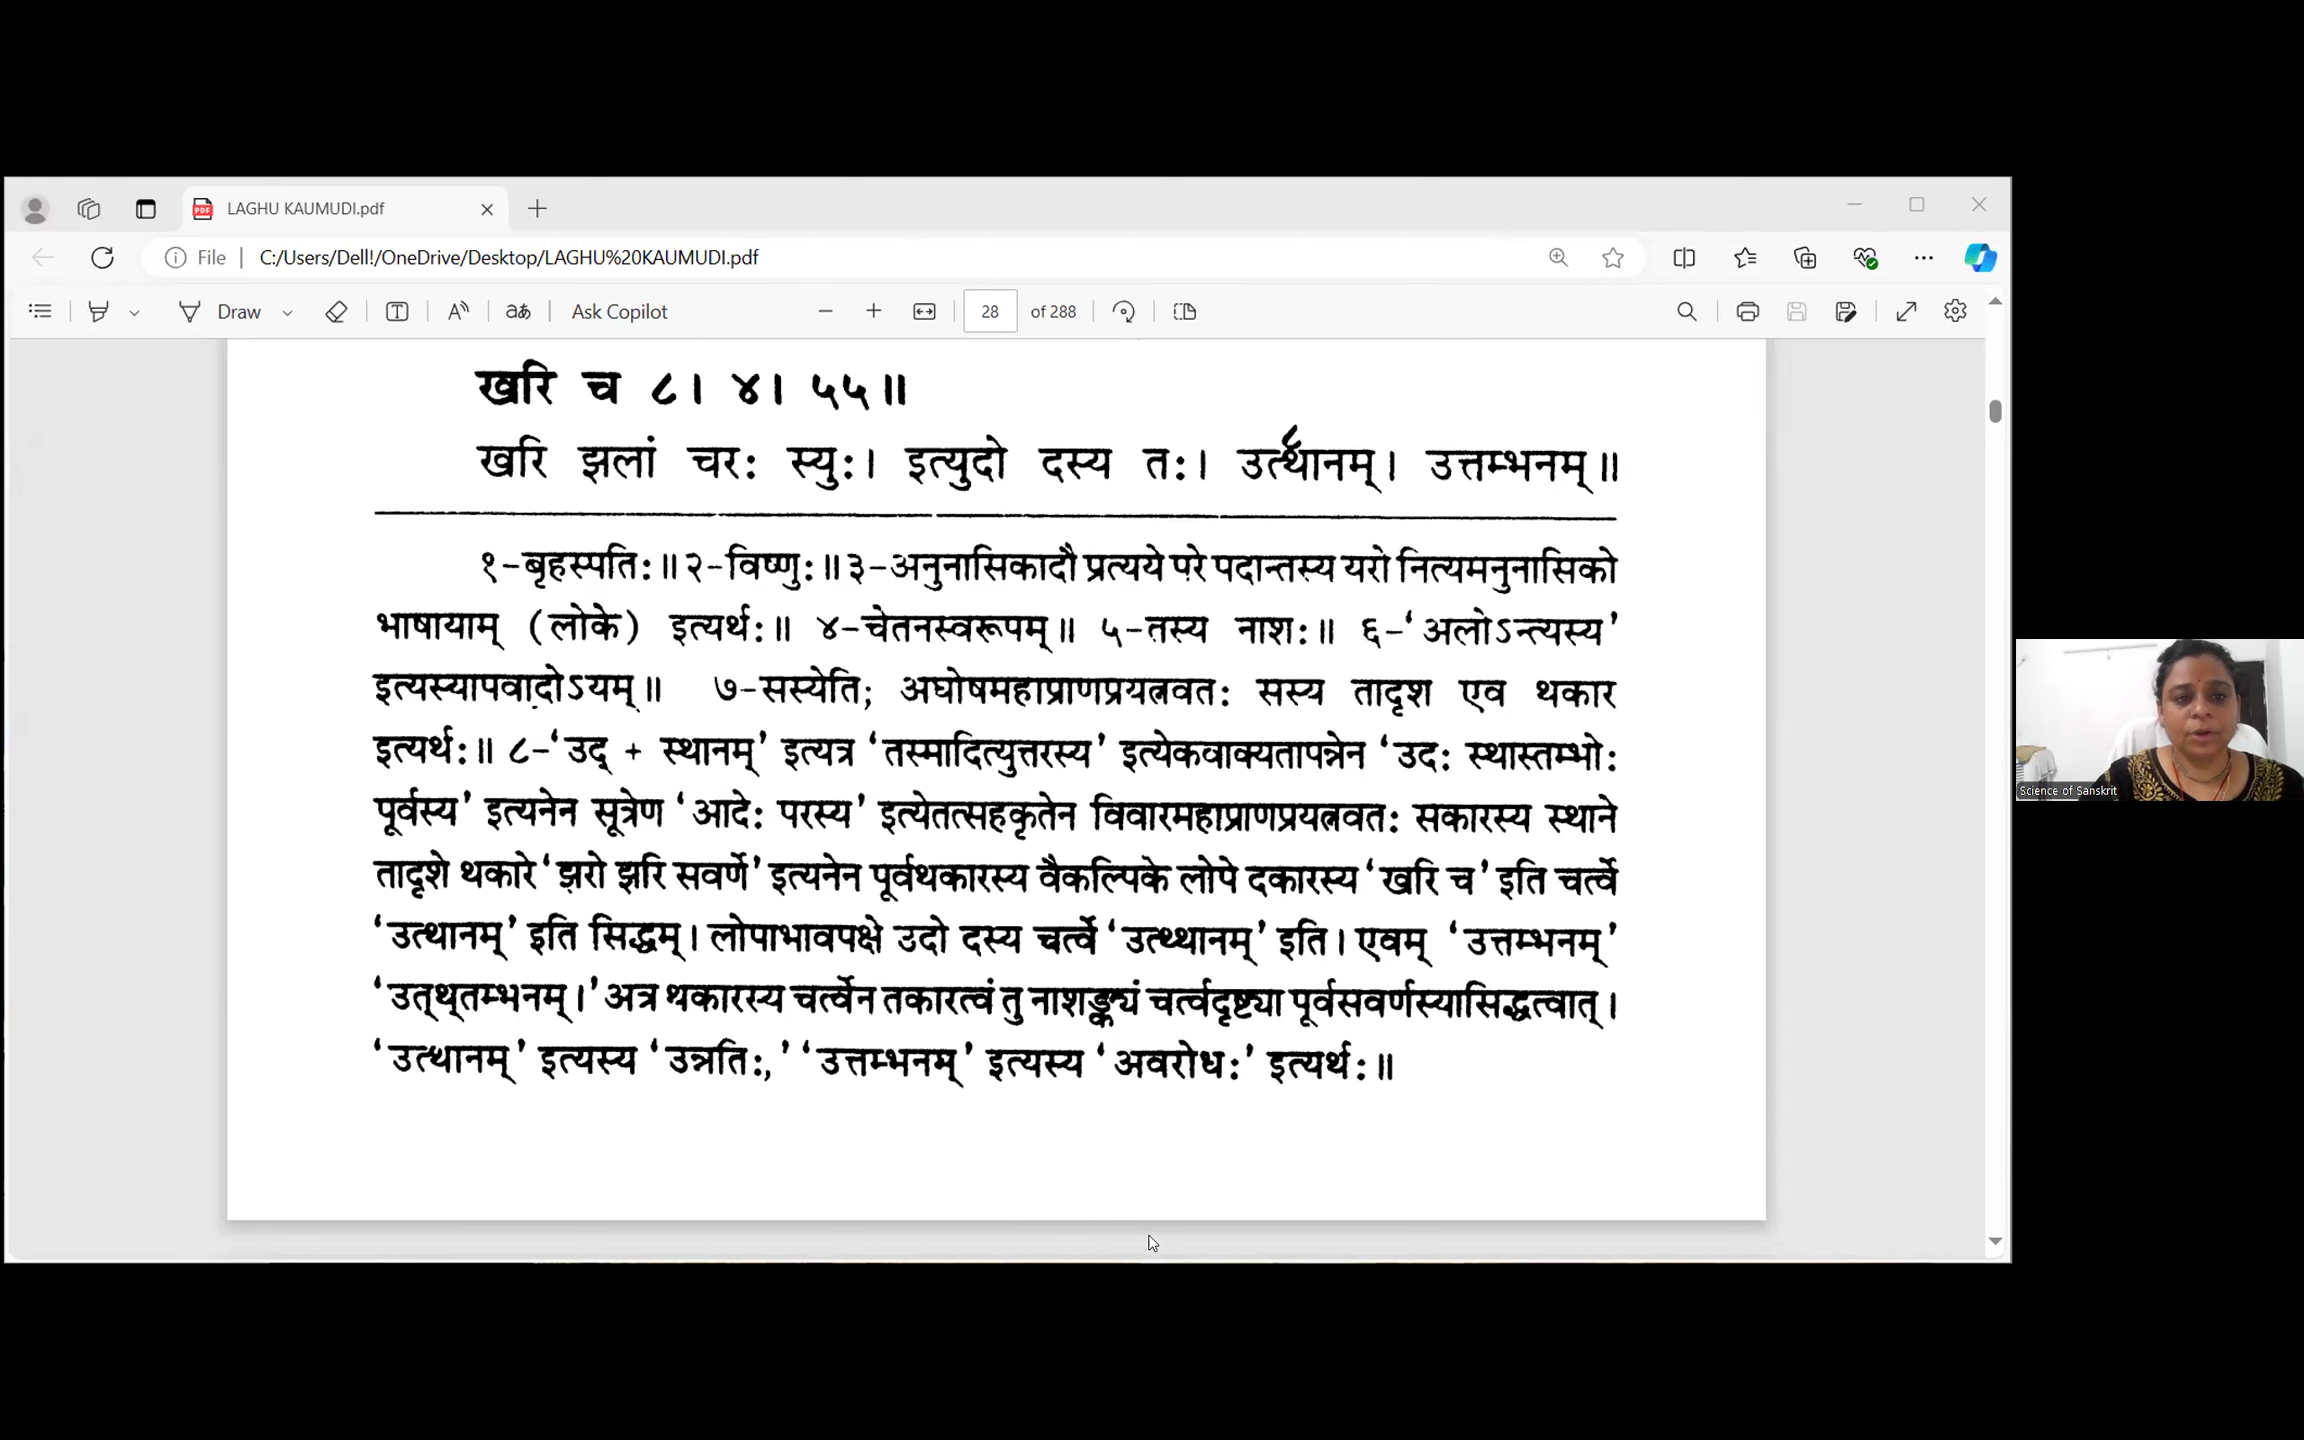 LAGHU KAUMUDI.pdf
File
C:/Users/Dell!/OneDrive/Desktop/LAGHU%20KAUMUDI.pdf
Draw
aあ
Ask Copilot
28 of 288
खरि च ८। ४। ५५॥
खरि झलां चरः स्युः। इत्युदो दस्य तः। उत्थानम्८। उत्तम्भनम्॥
१-बृहस्पतिः॥ २-विष्णुः॥ ३-अनुनासिकादौ प्रत्यये परे पदान्तस्य यरो नित्यमनुनासिको
भाषायाम् (लोके) इत्यर्थः॥ ४-चेतनस्वरूपम्॥ ५-तस्य नाशः॥ ६-‘अलोऽन्त्यस्य’
इत्यस्यापवादोऽयम्॥ ७-सस्येति; अघोषमहाप्राणप्रयत्नवतः सस्य तादृश एव थकार
इत्यर्थः॥ ८-‘उद् + स्थानम्’ इत्यत्र ‘तस्मादित्युत्तरस्य’ इत्येकवाक्यतापन्नेन ‘उदः स्थास्तम्भोः
पूर्वस्य’ इत्यनेन सूत्रेण ‘आदेः परस्य’ इत्येतत्सहकृतेन विवारमहाप्राणप्रयत्नवतः सकारस्य स्थाने
तादृशे थकारे ‘झरो झरि सवर्णे’ इत्यनेन पूर्वथकारस्य वैकल्पिके लोपे दकारस्य ‘खरि च’ इति चर्त्वे
‘उत्थानम्’ इति सिद्धम्। लोपाभावपक्षे उदो दस्य चर्त्वे ‘उत्थ्थानम्’ इति। एवम् ‘उत्तम्भनम्’
‘उत्थ्तम्भनम्।’ अत्र थकारस्य चर्त्वेन तकारत्वं तु नाशङ्क्यं चर्त्वदृष्ट्या पूर्वसवर्णस्यासिद्धत्वात्।
‘उत्थानम्’ इत्यस्य ‘उन्नतिः,’ ‘उत्तम्भनम्’ इत्यस्य ‘अवरोधः’ इत्यर्थः॥
Science of Sanskrit